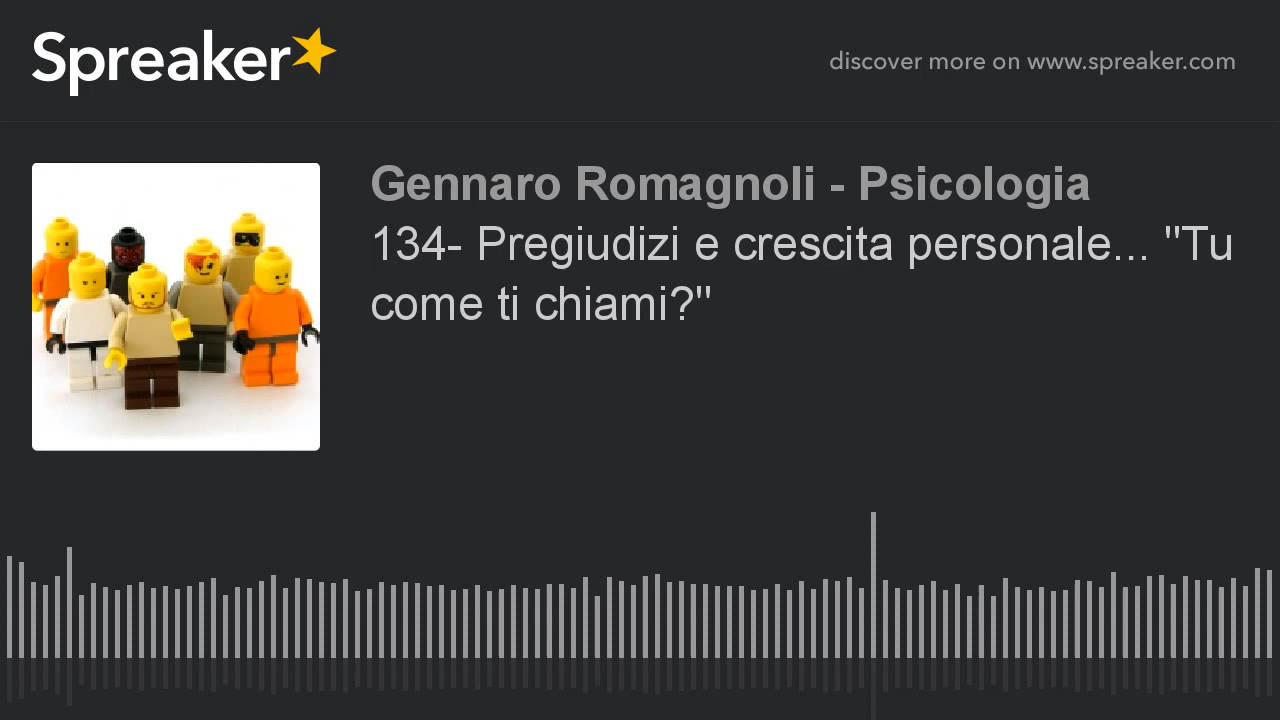 Spreaker
discover more on www.spreaker.com
Gennaro Romagnoli - Psicologia
134- Pregiudizi e crescita personale... "Tu
come ti chiami?"